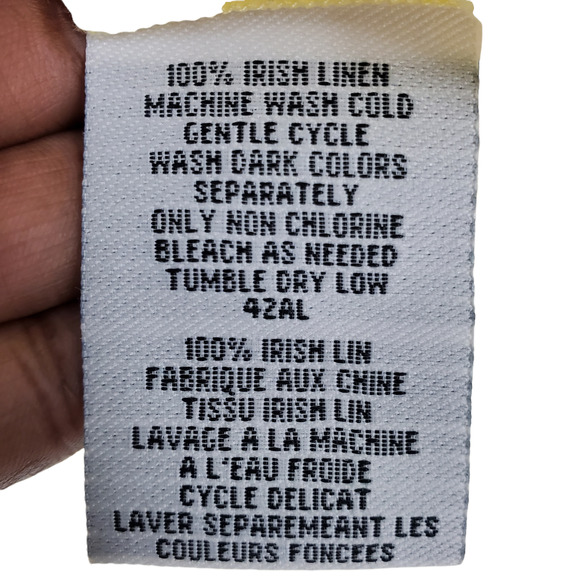 100% IRISH LINEN
MACHINE WASH COLD
GENTLE CYCLE
WASH DARK COLORS
SEPARATELY
ONLY NON CHLORINE
BLEACH AS NEEDED
TUMBLE DRY LOW
42AL
100% IRISH LIN
FABRIQUE AUX CHINE
TISSU IRISH LIN
LAVAGE A LA MACHINE
A L'EAU FROIDE
CYCLE DELICAT
LAVER SEPAREMEANT LES
COULEURS FONCEES